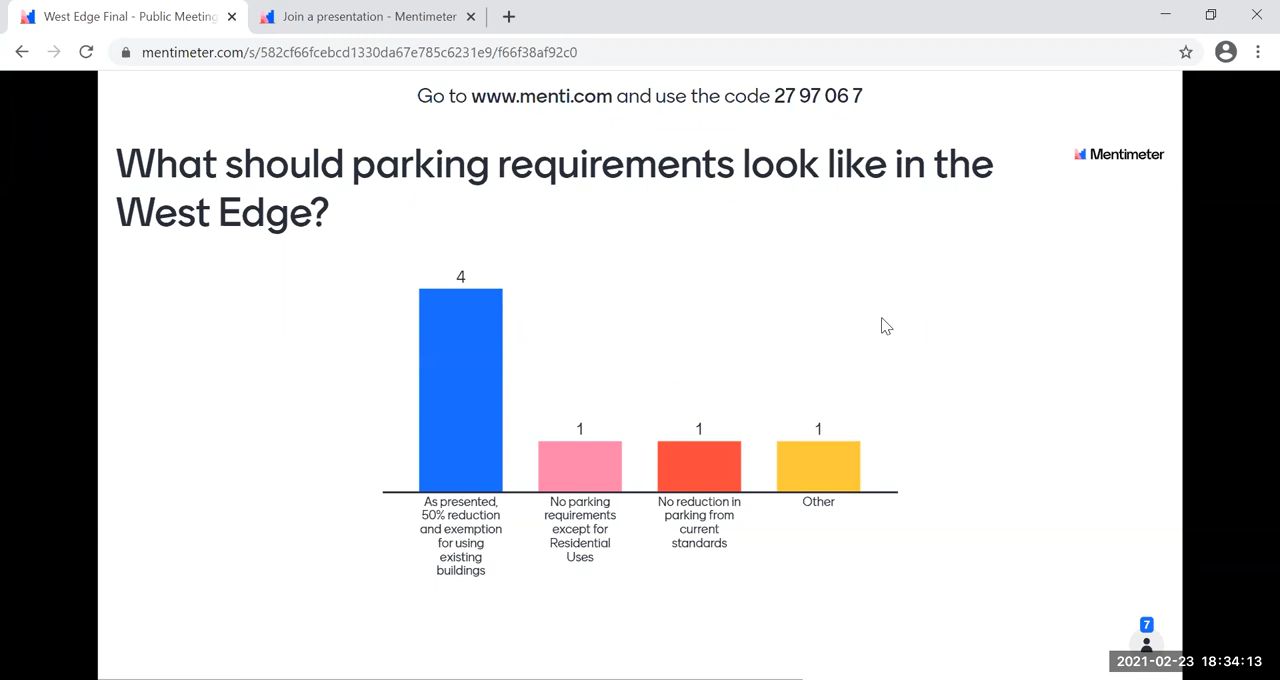 West Edge Final - Public Meeting
Join a presentation - Mentimeter
mentimeter.com/s/582cf66fcebcd1330da67e785c6231e9/f66f38af92c0
Go to www.menti.com and use the code 27 97 06 7
What should parking requirements look like in the
West Edge?
Mentimeter
4
1
1
1
As presented,
50% reduction
and exemption
for using
existing
buildings
No parking
requirements
except for
Residential
Uses
No reduction in
parking from
current
standards
Other
7
2021-02-23 18:34:13